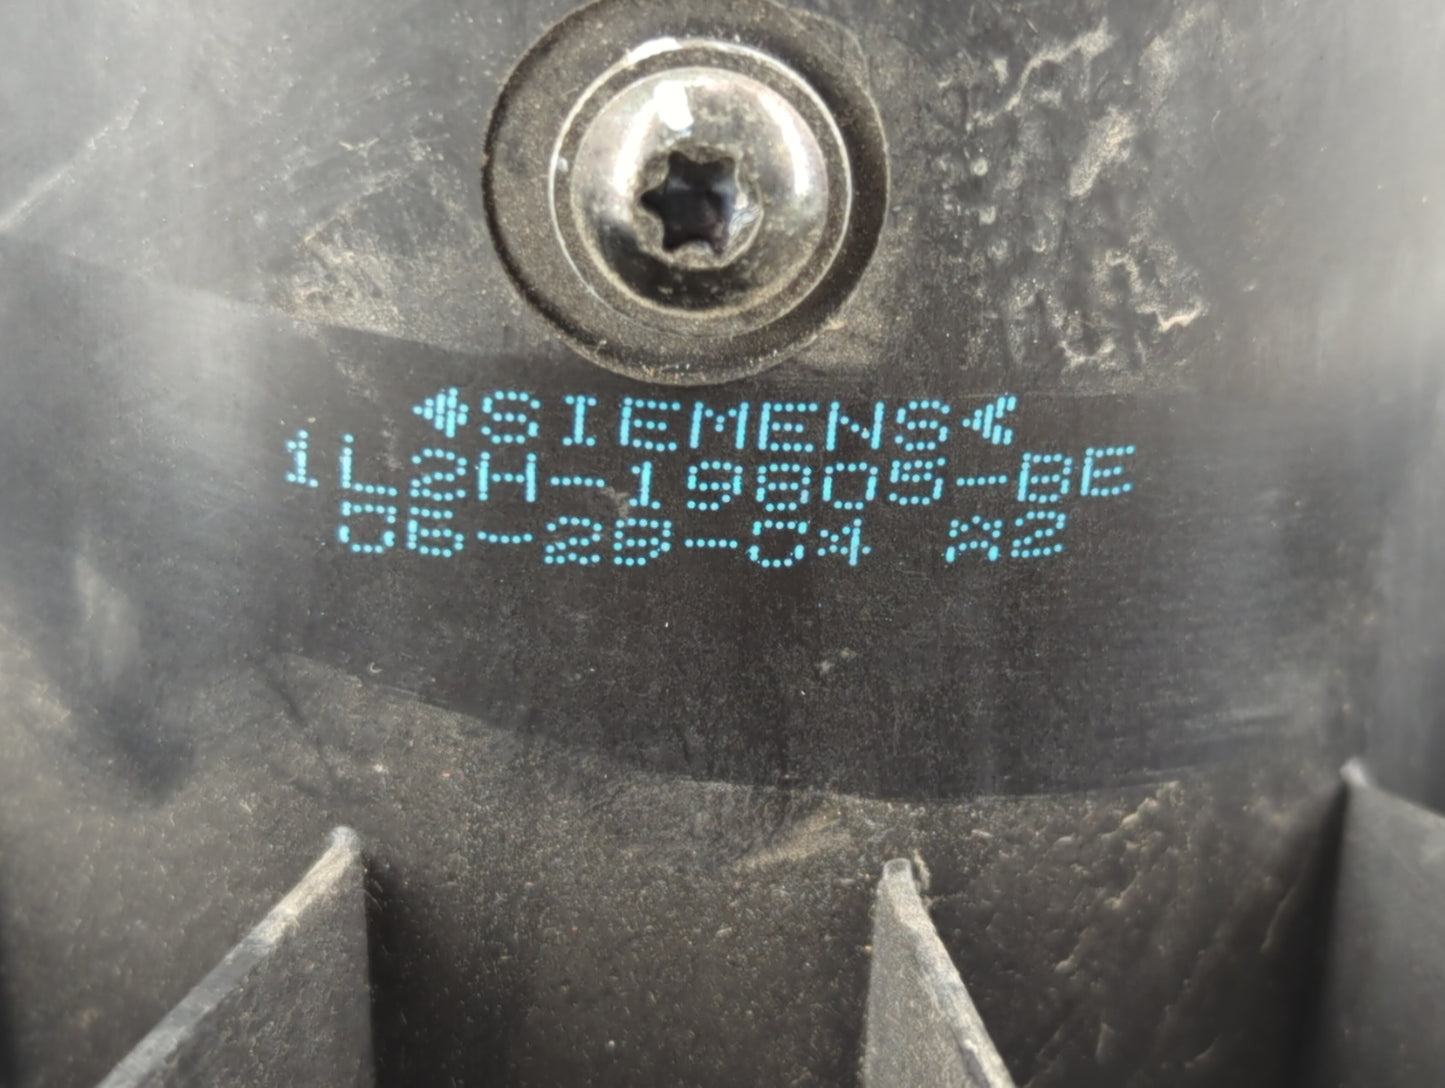 SIEMENS
1L2H-19805-BE
06-28-04 A2